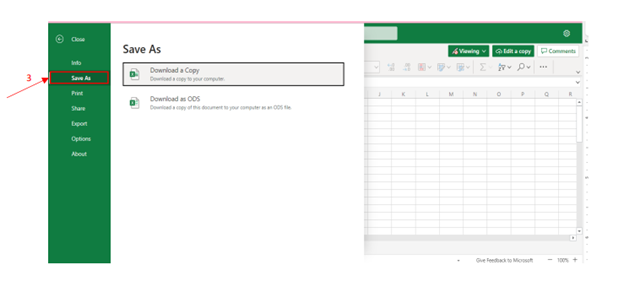 Close
Save As
Info
3
Save As
Print
Share
Export
Options
About
Download a Copy
Download a copy to your computer.
Download as ODS
Download a copy of this document to your computer as an ODS file
Viewing
Edit a copy
Comments
J K L M N O P Q R
Give Feedback to Microsoft
100%